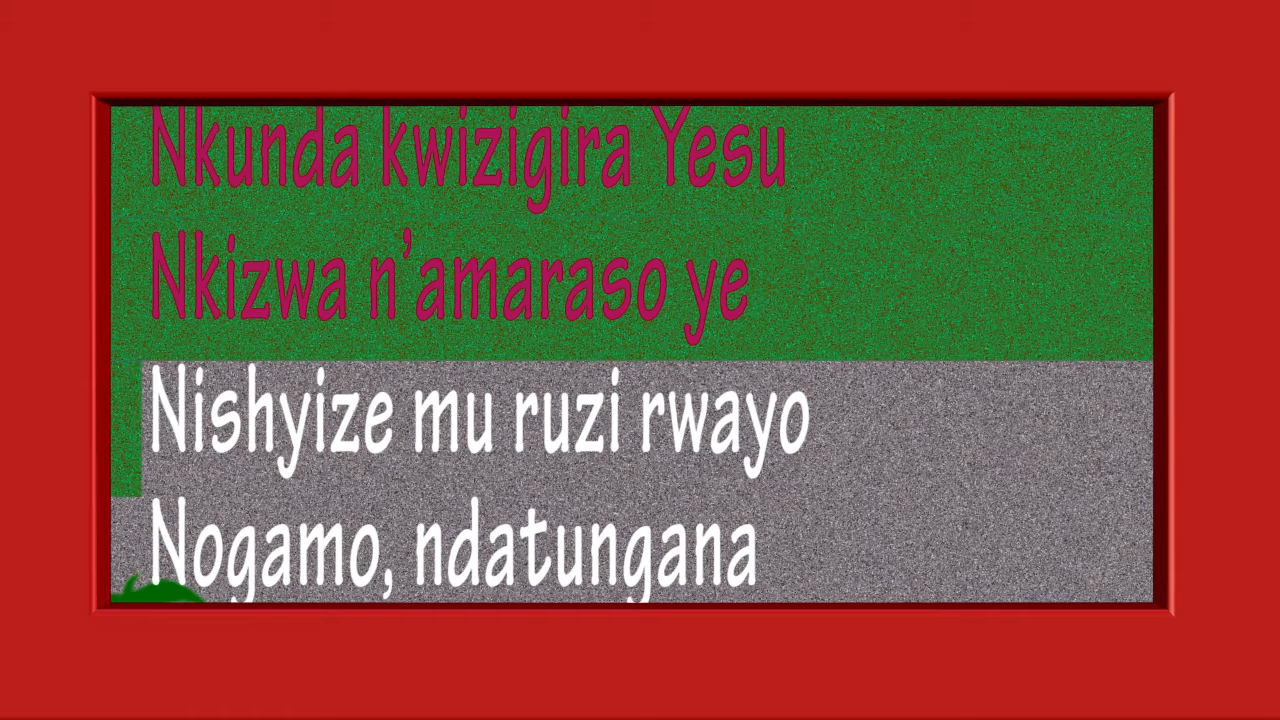 Nkunda kwizigira Yesu
Nkizwa n’amaraso ye
Nishyize mu ruzi rwayo
Nogamo, ndatungana